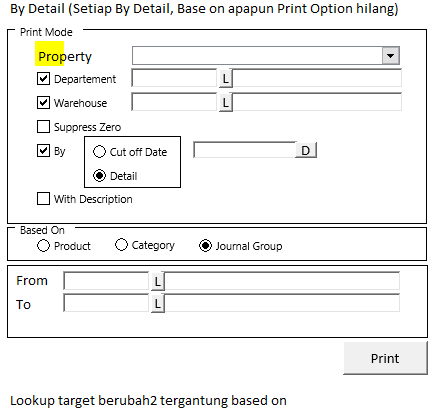 By Detail (Setiap By Detail, Base on apapun Print Option hilang)
Print Mode
Property
Departement L
Warehouse L
Suppress Zero
By Cut off Date D
Detail
With Description
Based On
Product Category Journal Group
From L
To L
Print
Lookup target berubah2 tergantung based on